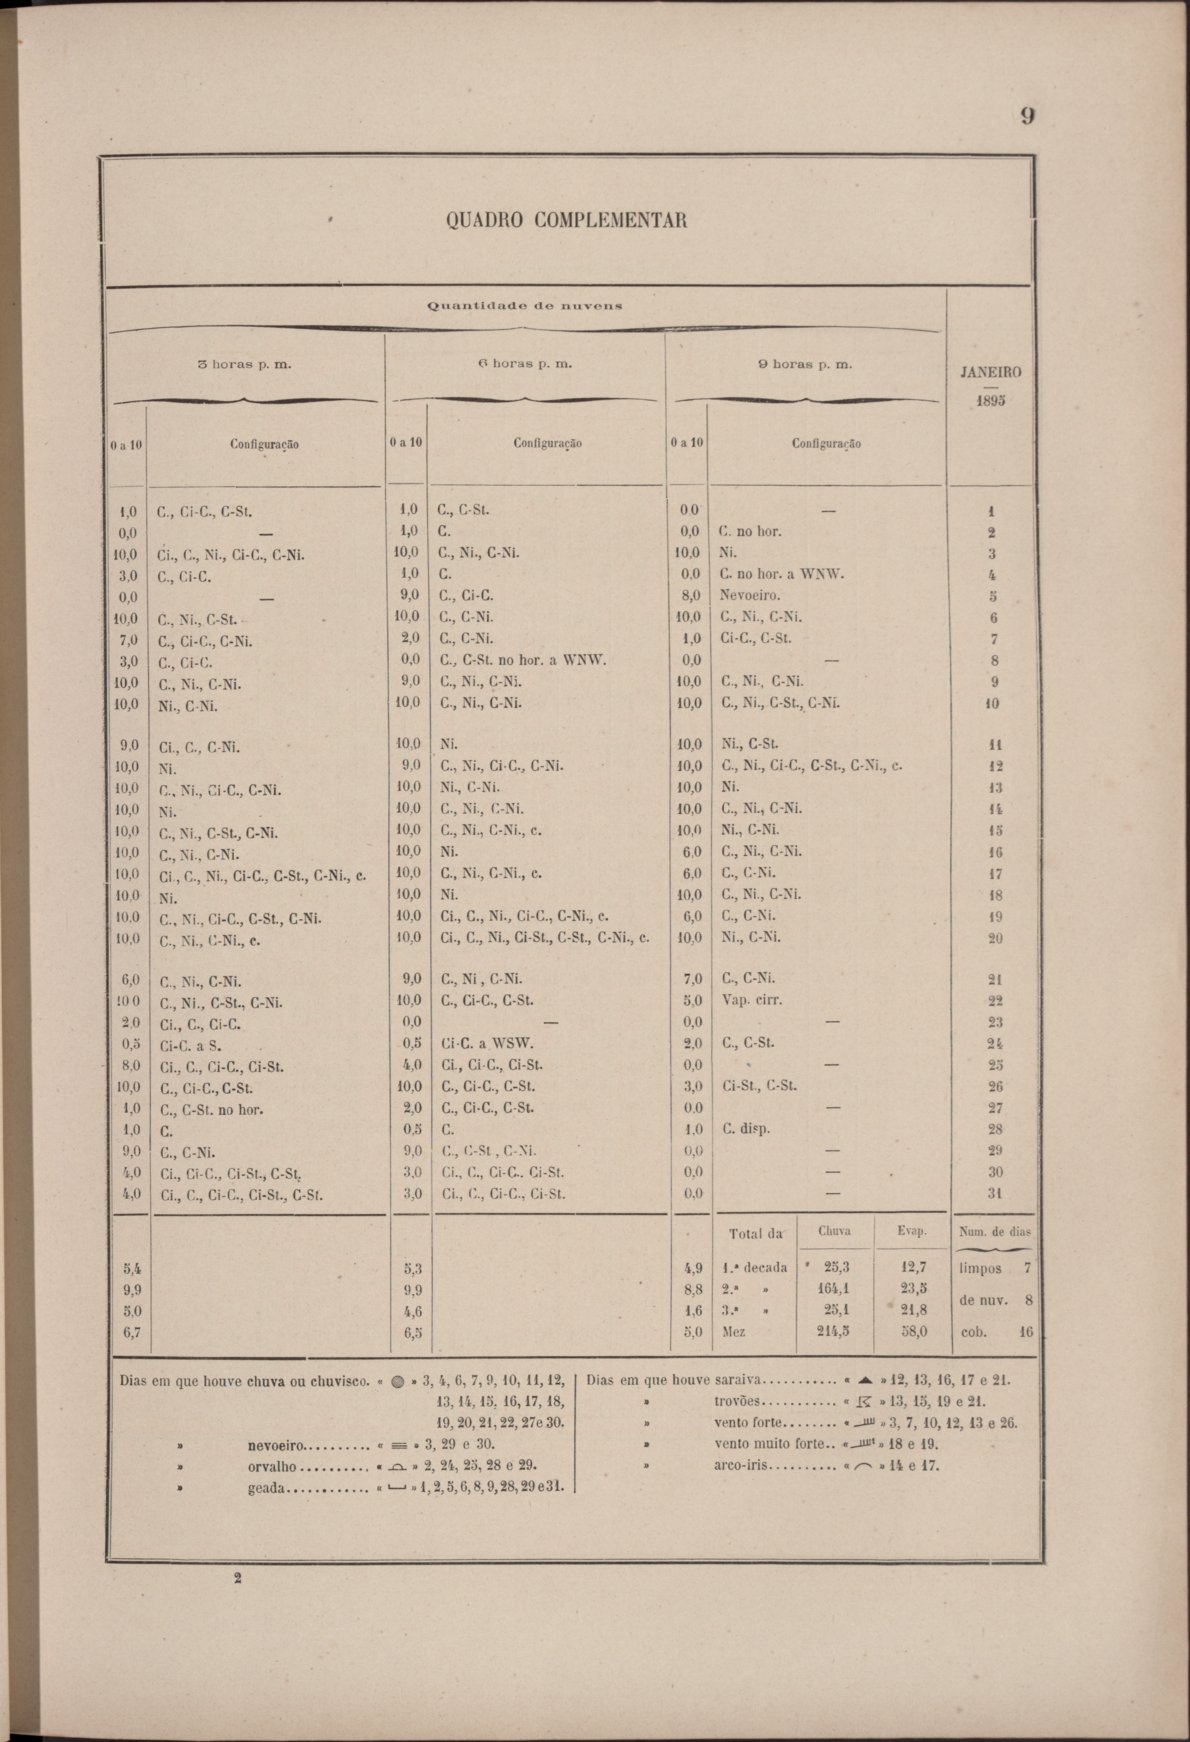 9
QUADRO COMPLEMENTAR
Quantidade de nuvens
3 horas p. m. 6 horas p. m. 9 horas p. m. JANEIRO
1895
0 a 10 Configuração 0 a 10 Configuração 0 a 10 Configuração
1,0 C., Ci-C., C-St. 1,0 C., C-St. 0 0 — 1
0,0 — 1,0 C. 0,0 C. no hor. 2
10,0 Ci., C., Ni., Ci-C., C-Ni. 10,0 C., Ni., C-Ni. 10,0 Ni. 3
3,0 C., Ci-C. 1,0 C. 0,0 C. no hor. a WNW. 4
0,0 — 9,0 C., Ci-C. 8,0 Nevoeiro. 5
10,0 C., Ni., C-St. 10,0 C., C-Ni. 10,0 C., Ni., C-Ni. 6
7,0 C., Ci-C., C-Ni. 2,0 C., C-Ni. 1,0 Ci-C., C-St. 7
3,0 C., Ci-C. 0,0 C., C-St. no hor. a WNW. 0,0 — 8
10,0 C., Ni., C-Ni. 9,0 C., Ni., C-Ni. 10,0 C., Ni., C-Ni. 9
10,0 Ni., C-Ni. 10,0 C., Ni., C-Ni. 10,0 C., Ni., C-St., C-Ni. 10
9,0 Ci., C., C-Ni. 10,0 Ni. 10,0 Ni., C-St. 11
10,0 Ni. 9,0 C., Ni., Ci-C., C-Ni. 10,0 C., Ni., Ci-C., C-St., C-Ni., c. 12
10,0 C., Ni., Ci-C., C-Ni. 10,0 Ni., C-Ni. 10,0 Ni. 13
10,0 Ni. 10,0 C., Ni., C-Ni. 10,0 C., Ni., C-Ni. 14
10,0 C., Ni., C-St., C-Ni. 10,0 C., Ni., C-Ni., c. 10,0 Ni., C-Ni. 15
10,0 C., Ni., C-Ni. 10,0 Ni. 6,0 C., Ni., C-Ni. 16
10,0 Ci., C., Ni., Ci-C., C-St., C-Ni., c. 10,0 C., Ni., C-Ni., c. 6,0 C., C-Ni. 17
10,0 Ni. 10,0 Ni. 10,0 C., Ni., C-Ni. 18
10.0 C., Ni., Ci-C., C-St., C-Ni. 10,0 Ci., C., Ni., Ci-C., C-Ni., c. 6,0 C., C-Ni. 19
10,0 C., Ni., C-Ni., c. 10,0 Ci., C., Ni., Ci-St., C-St., C-Ni., c. 10,0 Ni., C-Ni. 20
6,0 C., Ni., C-Ni. 9,0 C., Ni , C-Ni. 7,0 C., C-Ni. 21
10 0 C., Ni., C-St., C-Ni. 10,0 C., Ci-C., C-St. 5,0 Vap. cirr. 22
2,0 Ci., C., Ci-C. 0,0 — 0,0 — 23
0,5 Ci-C. a S. 0,5 Ci-C. a WSW. 2,0 C., C-St. 24
8,0 Ci., C., Ci-C., Ci-St. 4,0 Ci., Ci-C., Ci-St. 0,0 — 25
10,0 C., Ci-C., C-St. 10,0 C., Ci-C., C-St. 3,0 Ci-St., C-St. 26
1,0 C., C-St. no hor. 2,0 C., Ci-C., C-St. 0,0 — 27
1,0 C. 0,5 C. 1,0 C. disp. 28
9,0 C., C-Ni. 9,0 C., C-St , C-Ni. 0,0 — 29
4,0 Ci., Ci-C., Ci-St., C-St. 3,0 Ci., C., Ci-C.. Ci-St. 0,0 — 30
4,0 Ci., C., Ci-C., Ci-St., C-St. 3,0 Ci., C., Ci-C., Ci-St. 0,0 — 31
Total da Chuva Evap. Num. de dias
5,4 5,3 4,9 1.ª decada 25,3 12,7 limpos 7
9,9 9,9 8,8 2.ª » 164,1 23,5
de nuv. 8
5,0 4,6 1,6 3.ª » 25,1 21,8
6,7 6,5 5,0 Mez 214,5 58,0 cob. 16
Dias em que houve chuva ou chuvisco. « » 3, 4, 6, 7, 9, 10, 11, 12,
13, 14, 15, 16, 17, 18,
19, 20, 21, 22, 27 e 30.
» nevoeiro.......... « » 3, 29 e 30.
» orvalho.......... « » 2, 24, 25, 28 e 29.
» geada............ « » 1, 2, 5, 6, 8, 9, 28, 29 e 31.
Dias em que houve saraiva........... « » 12, 13, 16, 17 e 21.
» trovões........... « » 13, 15, 19 e 21.
» vento forte........ « » 3, 7, 10, 12, 13 e 26.
» vento muito forte.. « » 18 e 19.
» arco-iris.......... « » 14 e 17.
2